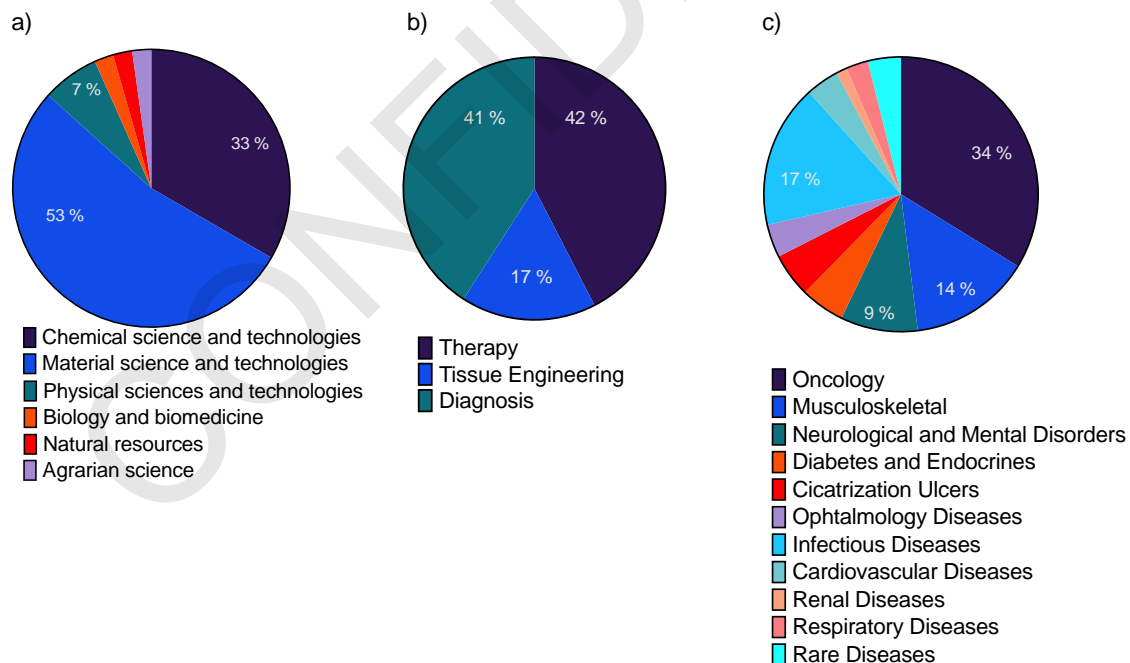 a)
7 %
33 %
53 %
Chemical science and technologies
Material science and technologies
Physical sciences and technologies
Biology and biomedicine
Natural resources
Agrarian science
b)
41 %
42 %
17 %
Therapy
Tissue Engineering
Diagnosis
c)
34 %
17 %
14 %
9 %
Oncology
Musculoskeletal
Neurological and Mental Disorders
Diabetes and Endocrines
Cicatrization Ulcers
Ophtalmology Diseases
Infectious Diseases
Cardiovascular Diseases
Renal Diseases
Respiratory Diseases
Rare Diseases